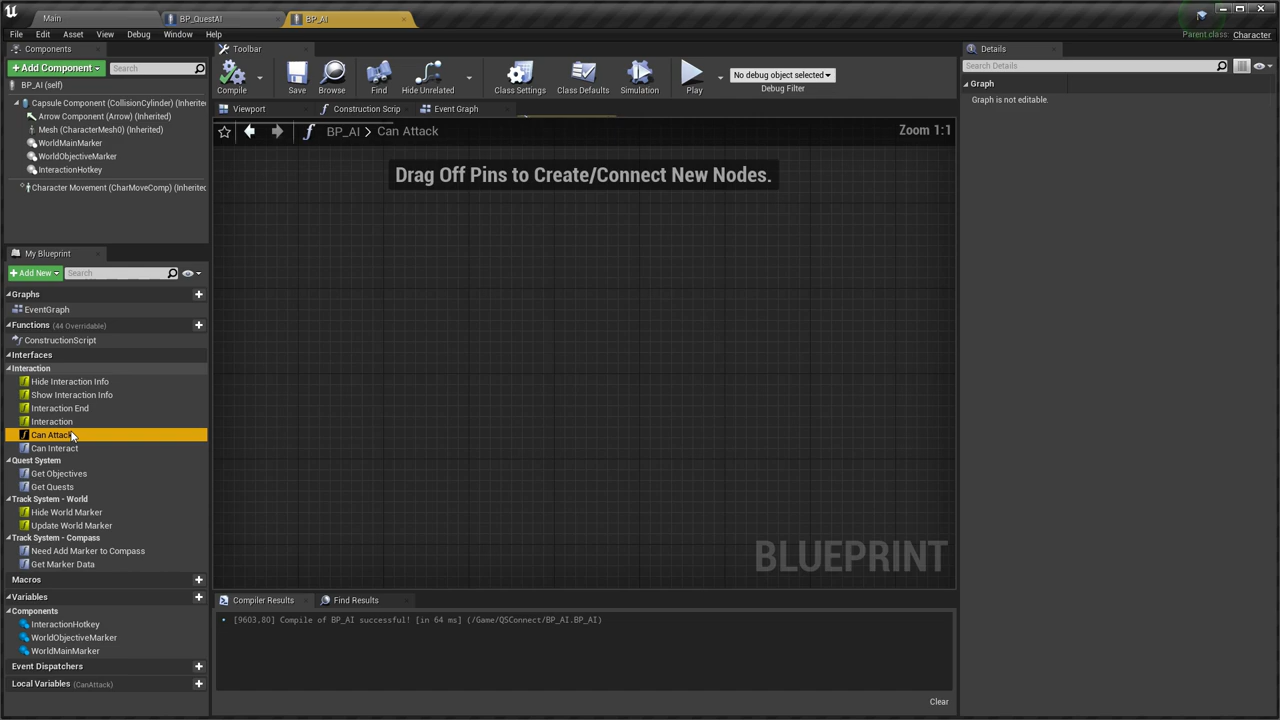 Main
BP_QuestAI
BP_AI
File Edit Asset View Debug Window Help
Parent class: Character
Components
Add Component
Search
BP_AI (self)
Capsule Component (CollisionCylinder) (Inherite
Arrow Component (Arrow) (Inherited)
Mesh (CharacterMesh0) (Inherited)
WorldMainMarker
WorldObjectiveMarker
InteractionHotkey
Character Movement (CharMoveComp) (Inherited
My Blueprint
Add New
Search
Graphs
EventGraph
Functions (44 Overridable)
ConstructionScript
Interfaces
Interaction
Hide Interaction Info
Show Interaction Info
Interaction End
Interaction
Can Attack
Can Interact
Quest System
Get Objectives
Get Quests
Track System - World
Hide World Marker
Update World Marker
Track System - Compass
Need Add Marker to Compass
Get Marker Data
Macros
Variables
Components
InteractionHotkey
WorldObjectiveMarker
WorldMainMarker
Event Dispatchers
Local Variables (CanAttack)
Toolbar
Compile
Save
Browse
Find
Hide Unrelated
Class Settings
Class Defaults
Simulation
Play
No debug object selected
Debug Filter
Viewport
Construction Scrip
Event Graph
BP_AI > Can Attack
Zoom 1:1
Drag Off Pins to Create/Connect New Nodes.
BLUEPRINT
Compiler Results
Find Results
[9603,80] Compile of BP_AI successful! [in 64 ms] (/Game/QSConnect/BP_AI.BP_AI)
Clear
Details
Search Details
Graph
Graph is not editable.